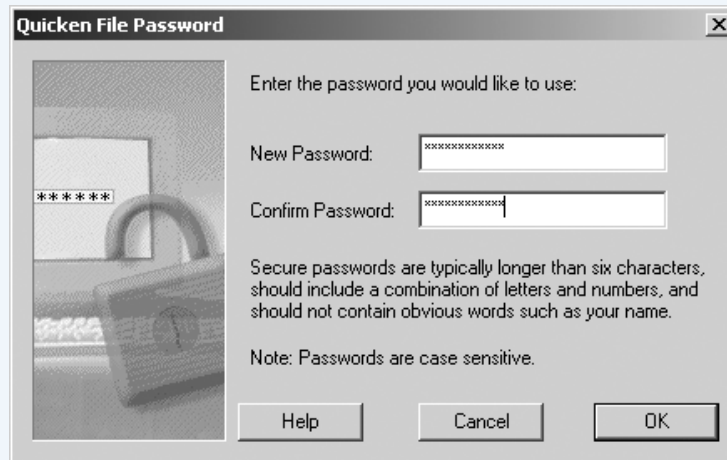 Quicken File Password
Enter the password you would like to use:
New Password: ************
Confirm Password: ************
******
Secure passwords are typically longer than six characters,
should include a combination of letters and numbers, and
should not contain obvious words such as your name.
Note: Passwords are case sensitive.
Help Cancel OK